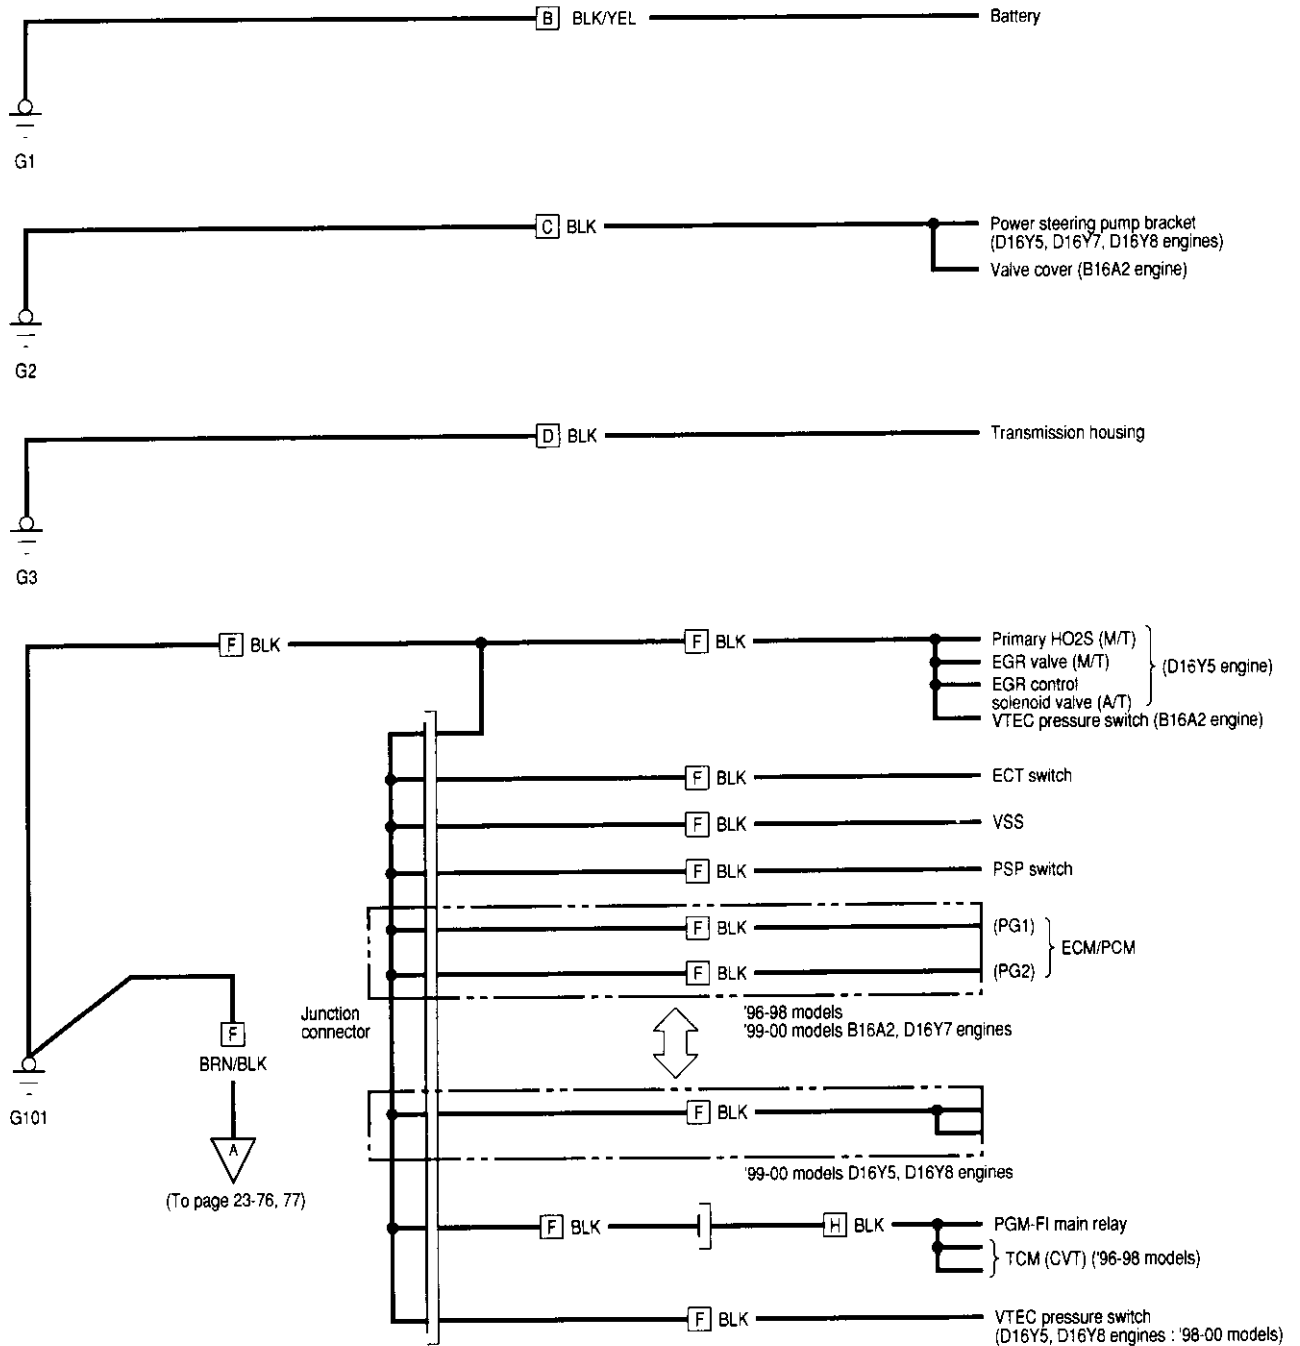 B BLK/YEL Battery
G1
C BLK Power steering pump bracket
(D16Y5, D16Y7, D16Y8 engines)
Valve cover (B16A2 engine)
G2
D BLK Transmission housing
G3
F BLK F BLK Primary HO2S (M/T)
EGR valve (M/T)
(D16Y5 engine)
EGR control
solenoid valve (A/T)
VTEC pressure switch (B16A2 engine)
F BLK ECT switch
F BLK VSS
F BLK PSP switch
F BLK (PG1)
ECM/PCM
F BLK (PG2)
Junction
connector
'96-98 models
'99-00 models B16A2, D16Y7 engines
F
BRN/BLK
G101
A
(To page 23-76, 77)
F BLK
'99-00 models D16Y5, D16Y8 engines
F BLK H BLK PGM-FI main relay
TCM (CVT) ('96-98 models)
F BLK VTEC pressure switch
(D16Y5, D16Y8 engines : '98-00 models)